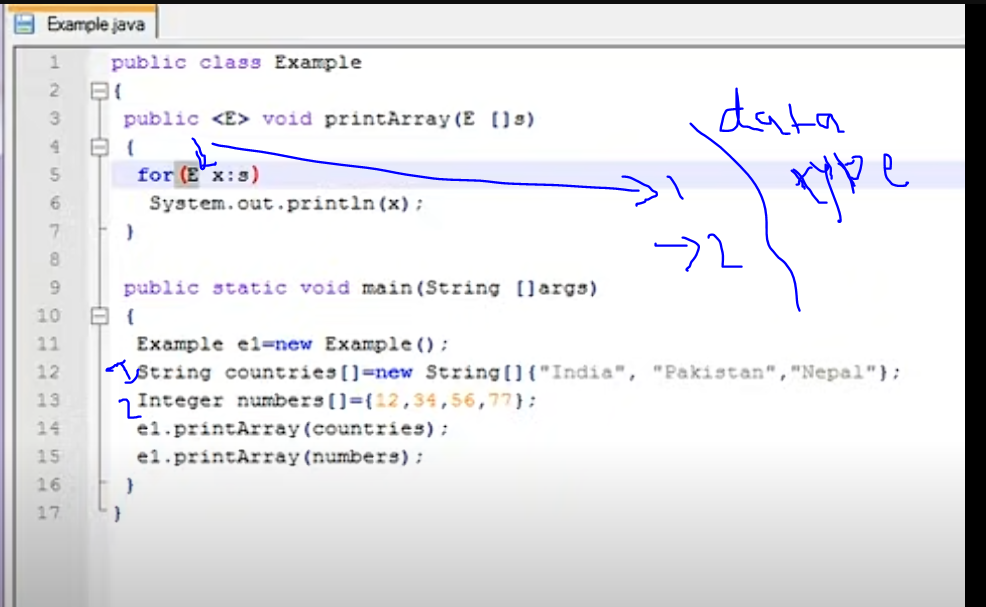 Example.java
1 public class Example
2 {
3 public <E> void printArray(E []s)
4 {
5 for(E x:s)
6 System.out.println(x);
7 }
8
9 public static void main(String []args)
10 {
11 Example e1=new Example();
12 String countries[]=new String[]{"India", "Pakistan","Nepal"};
13 Integer numbers[]={12,34,56,77};
14 e1.printArray(countries);
15 e1.printArray(numbers);
16 }
17 }
data
type
1
2
1
2